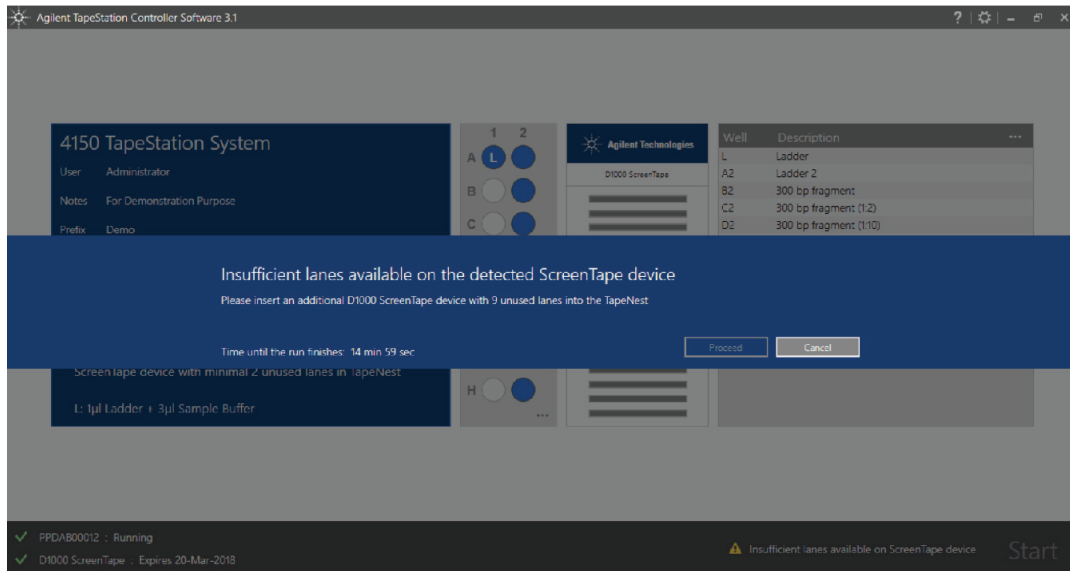 Agilent TapeStation Controller Software 3.1
?
4150 TapeStation System
User Administrator
Notes For Demonstration Purpose
Prefix Demo
1 2
A L
B
C
Agilent Technologies
D1000 ScreenTape
Well Description ...
L Ladder
A2 Ladder 2
B2 300 bp fragment
C2 300 bp fragment (1:2)
D2 300 bp fragment (1:10)
Insufficient lanes available on the detected ScreenTape device
Please insert an additional D1000 ScreenTape device with 9 unused lanes into the TapeNest
Time until the run finishes: 14 min 59 sec
Proceed Cancel
ScreenTape device with minimal 2 unused lanes in TapeNest
L: 1µl Ladder + 3µl Sample Buffer
H
...
PPDAB00012 : Running
D1000 ScreenTape : Expires 20-Mar-2018
Insufficient lanes available on ScreenTape device
Start